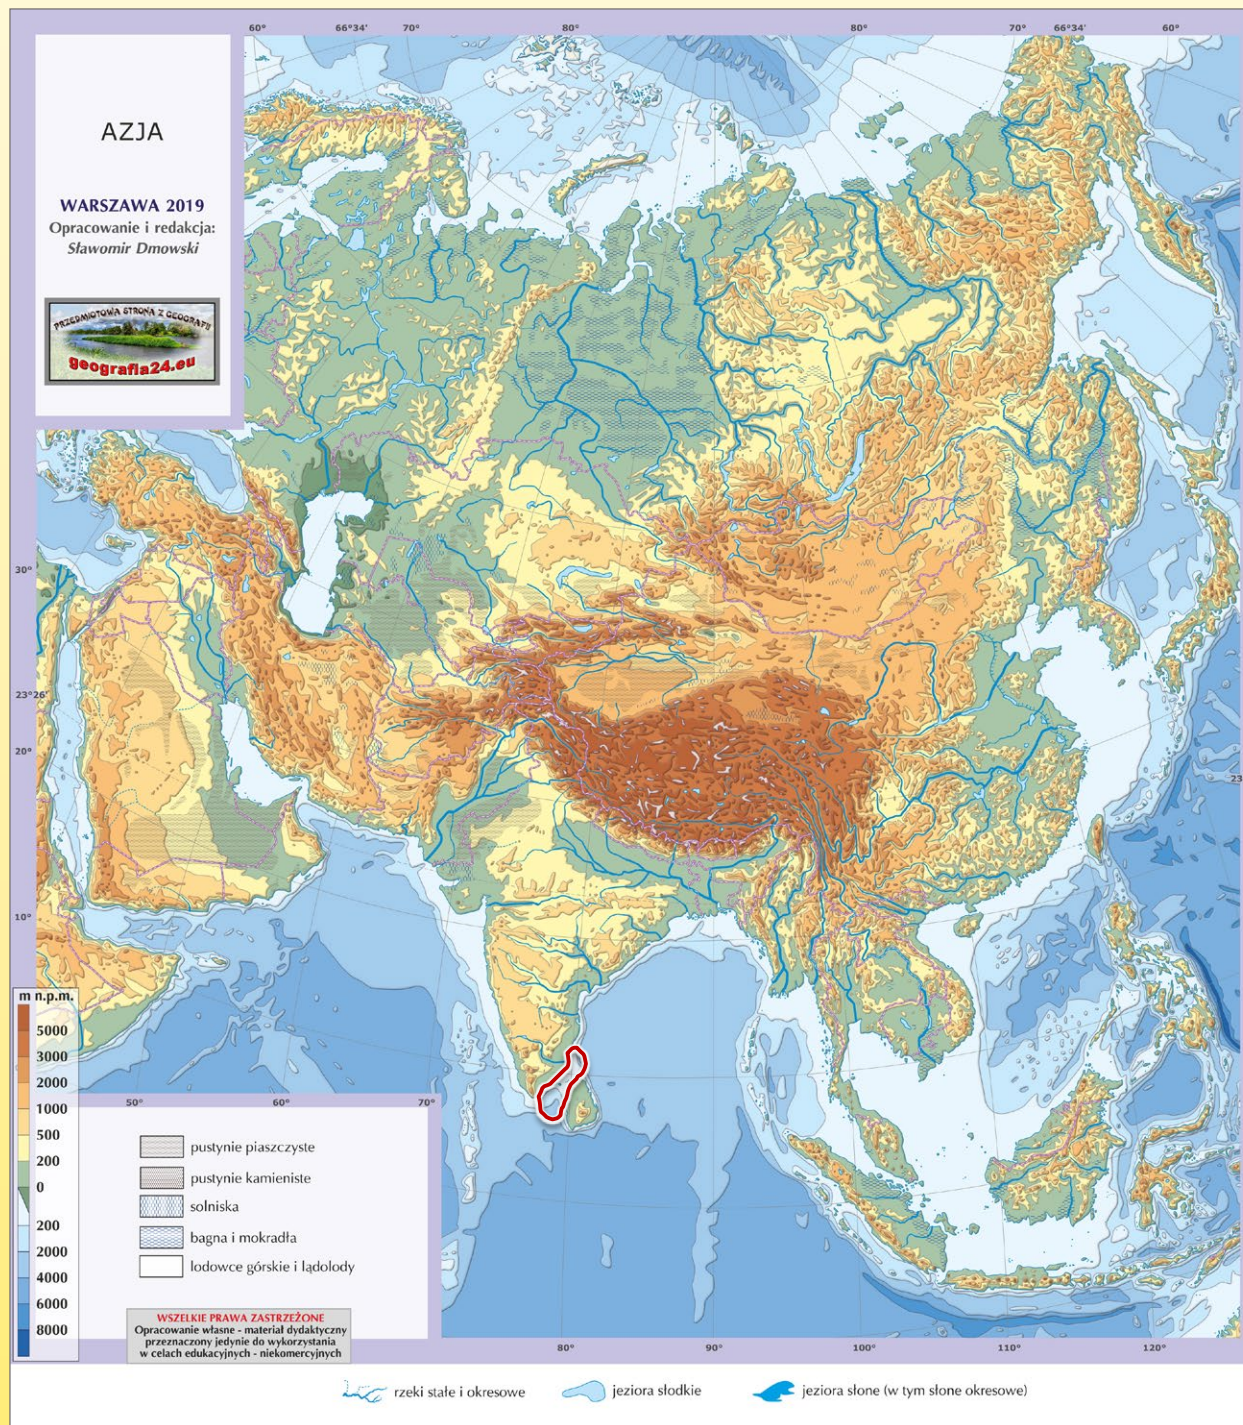 60° 66°34' 70° 80° 80° 70° 66°34' 60°
AZJA
WARSZAWA 2019
Opracowanie i redakcja:
Sławomir Dmowski
PRZEDMIOTOWA STRONA Z GEOGRAFII
geografia24.eu
30°
23°26'
20°
23
10°
m n.p.m.
5000
3000
2000
1000
500
200
0
200
2000
4000
6000
8000
50° 60° 70°
pustynie piaszczyste
pustynie kamieniste
solniska
bagna i mokradła
lodowce górskie i lądolody
WSZELKIE PRAWA ZASTRZEŻONE
Opracowanie własne - materiał dydaktyczny
przeznaczony jedynie do wykorzystania
w celach edukacyjnych - niekomercyjnych
80° 90° 100° 110° 120°
rzeki stałe i okresowe
jeziora słodkie
jeziora słone (w tym słone okresowe)